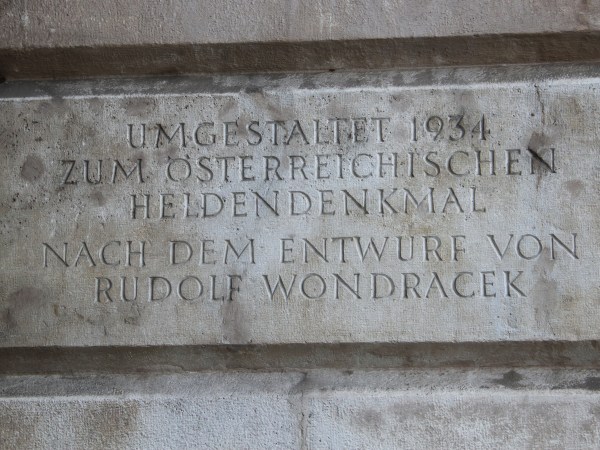 UMGESTALTET 1934
ZUM ÖSTERREICHISCHEN
HELDENDENKMAL
NACH DEM ENTWURF VON
RUDOLF WONDRACEK